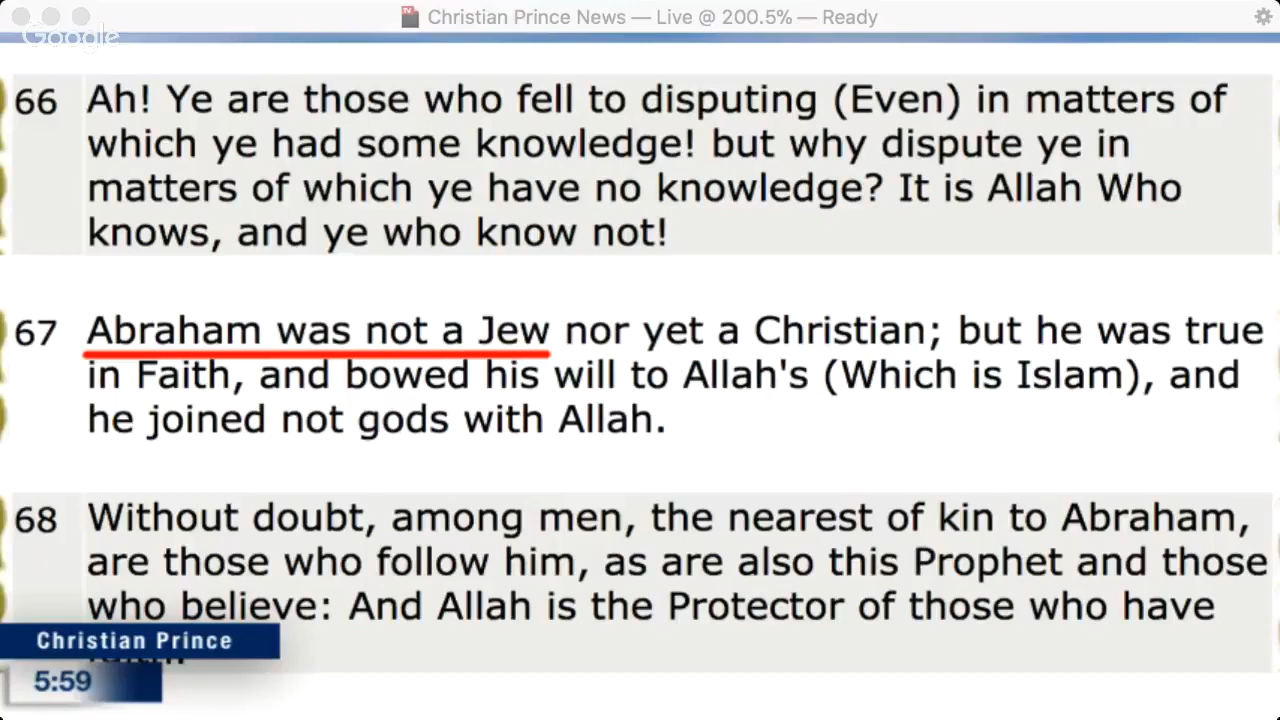 Christian Prince News — Live @ 200.5% — Ready
Google
66 Ah! Ye are those who fell to disputing (Even) in matters of
which ye had some knowledge! but why dispute ye in
matters of which ye have no knowledge? It is Allah Who
knows, and ye who know not!
67 Abraham was not a Jew nor yet a Christian; but he was true
in Faith, and bowed his will to Allah's (Which is Islam), and
he joined not gods with Allah.
68 Without doubt, among men, the nearest of kin to Abraham,
are those who follow him, as are also this Prophet and those
who believe: And Allah is the Protector of those who have
Christian Prince
5:59